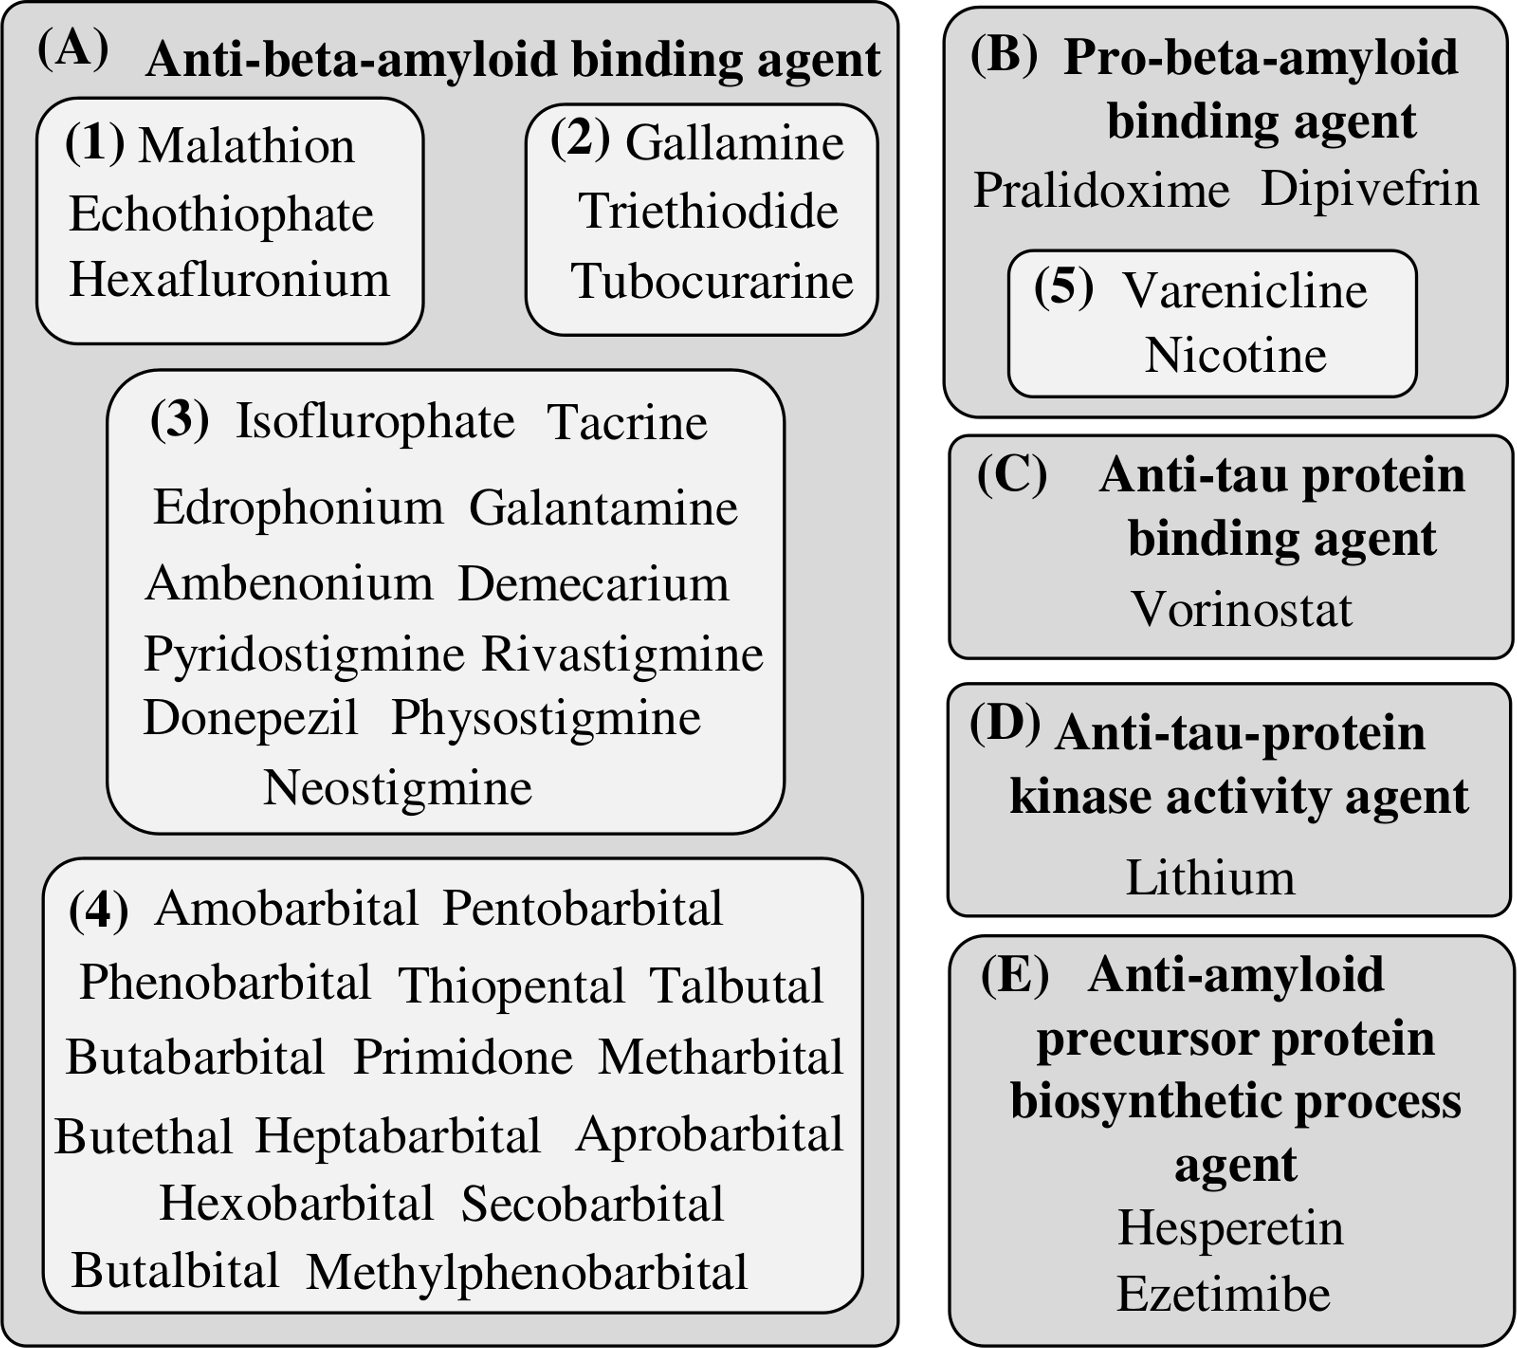 (A) Anti-beta-amyloid binding agent
(1) Malathion
Echothiophate
Hexafluronium
(2) Gallamine
Triethiodide
Tubocurarine
(3) Isoflurophate Tacrine
Edrophonium Galantamine
Ambenonium Demecarium
Pyridostigmine Rivastigmine
Donepezil Physostigmine
Neostigmine
(4) Amobarbital Pentobarbital
Phenobarbital Thiopental Talbutal
Butabarbital Primidone Metharbital
Butethal Heptabarbital Aprobarbital
Hexobarbital Secobarbital
Butalbital Methylphenobarbital
(B) Pro-beta-amyloid
binding agent
Pralidoxime Dipivefrin
(5) Varenicline
Nicotine
(C) Anti-tau protein
binding agent
Vorinostat
(D) Anti-tau-protein
kinase activity agent
Lithium
(E) Anti-amyloid
precursor protein
biosynthetic process
agent
Hesperetin
Ezetimibe